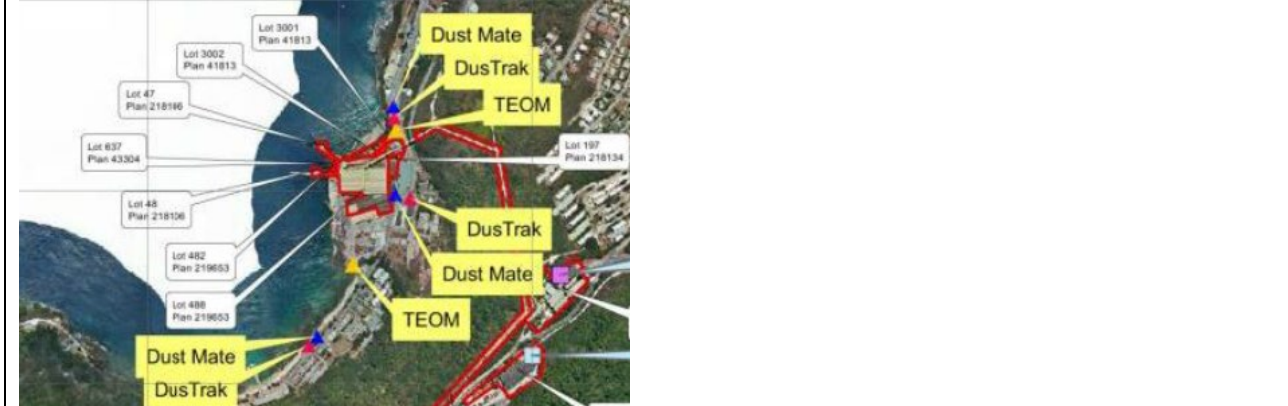 Lot 3001
Plan 41813
Dust Mate
Lot 3002
Plan 41813
DusTrak
Lot 47
Plan 218196
TEOM
Lot 637
Plan 43304
Lot 197
Plan 218134
Lot 48
Plan 218106
DusTrak
Lot 482
Plan 219653
Dust Mate
Lot 488
Plan 219653
TEOM
Dust Mate
DusTrak